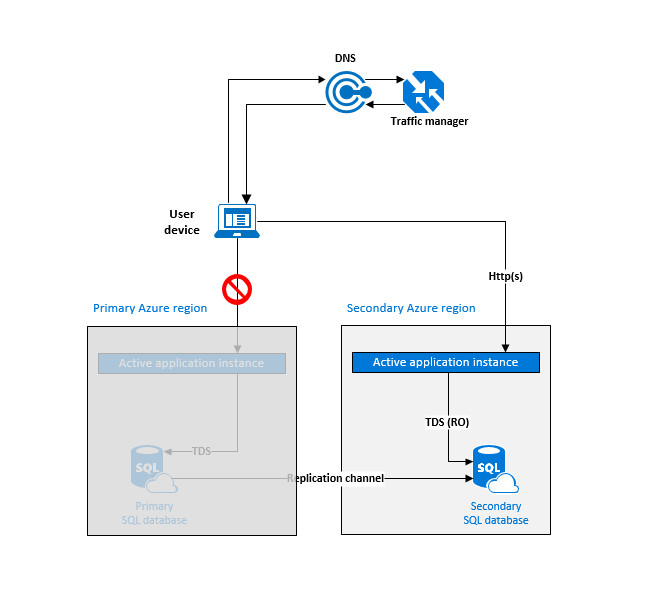 DNS
Traffic manager
User
device
Http(s)
Primary Azure region
Secondary Azure region
Active application instance
Active application instance
TDS
TDS (RO)
SQL
SQL
Replication channel
Primary
SQL database
Secondary
SQL database